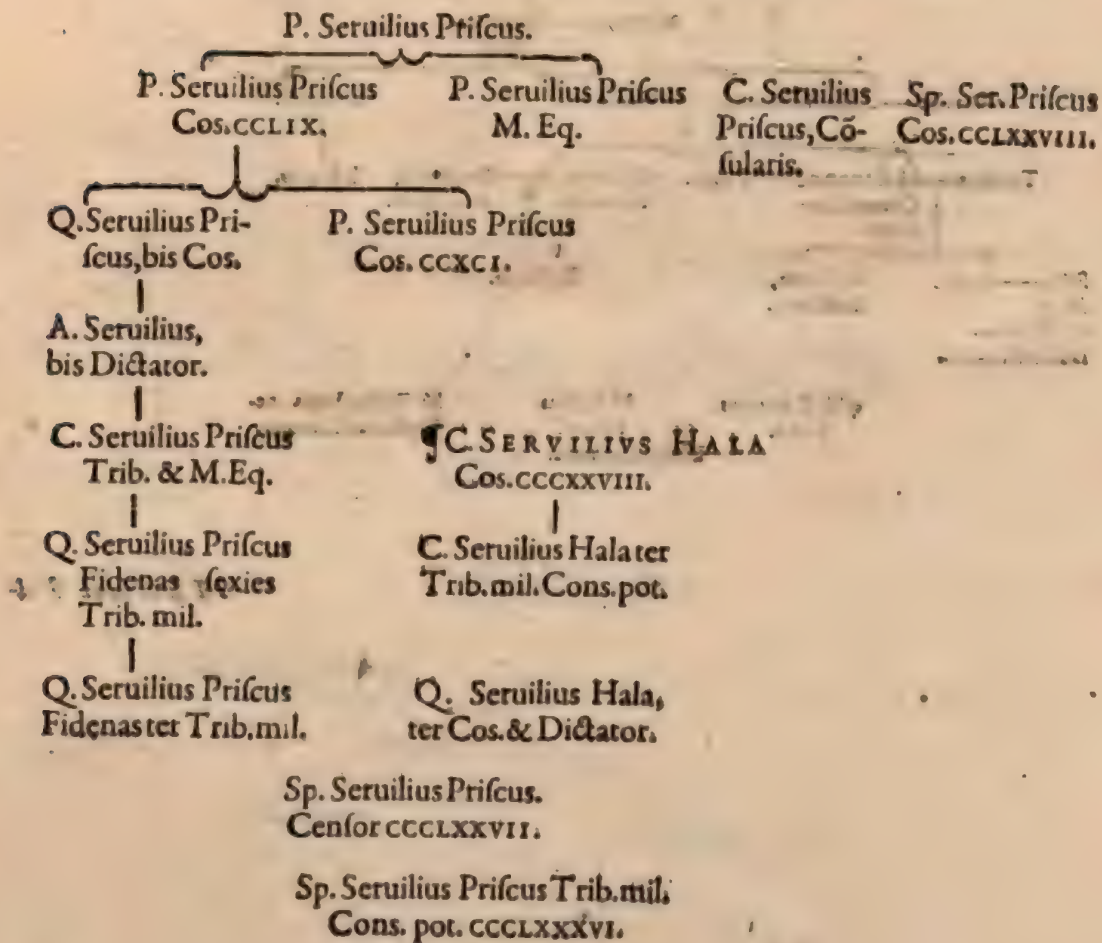 P. Seruilius Ptiſcus.
P. Seruilius Priſcus
Cos.CCLIX.
P. Seruilius Priſcus
M. Eq.
C. Seruilius
Priſcus, Cõ-
ſularis.
Sp. Ser. Priſcus
Cos. CCLXXVIII.
Q. Seruilius Pri-
ſcus, bis Cos.
P. Seruilius Priſcus
Cos. CCXCI.
A. Seruilius,
bis Dictator.
C. Seruilius Priſcus
Trib. & M.Eq.
¶C. SERVILIVS HALA
Cos.CCCXXVIII.
Q. Seruilius Priſcus
Fidenas ſexies
Trib. mil.
C. Seruilius Hala ter
Trib.mil.Cons.pot.
Q. Seruilius Priſcus
Fidenas ter Trib.mil.
Q. Seruilius Hala,
ter Cos.& Dictator.
Sp. Seruilius Priſcus.
Cenſor CCCLXXVII.
Sp. Seruilius Priſcus Trib.mil.
Cons. pot. CCCLXXXVI.